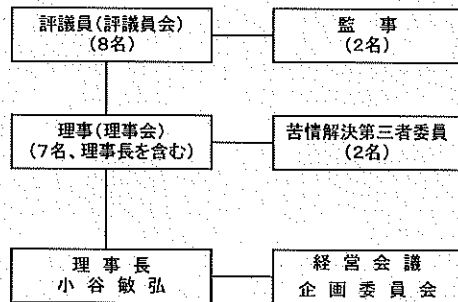 評議員(評議員会)
(8名)
監事
(2名)
理事(理事会)
(7名、理事長を含む)
苦情解決第三者委員
(2名)
理事長
小谷敏弘
経営会議
企画委員会